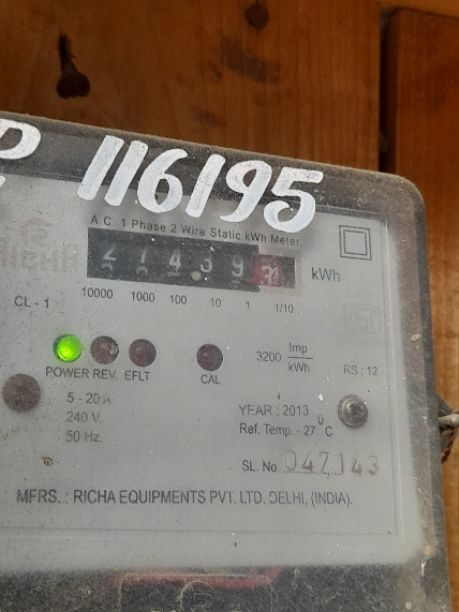 116195
A.C. 1 Phase 2 Wire Static kWh Meter.
27439 kWh
CL - 1 10000 1000 100 10 1 1/10
3200 Imp/kWh
RS : 12
POWER REV. EFLT CAL
5 - 20 A
240 V.
50 Hz.
YEAR : 2013
Ref. Temp. - 27 °C
SL. No. 047143
MFRS. : RICHA EQUIPMENTS PVT. LTD. DELHI, (INDIA).